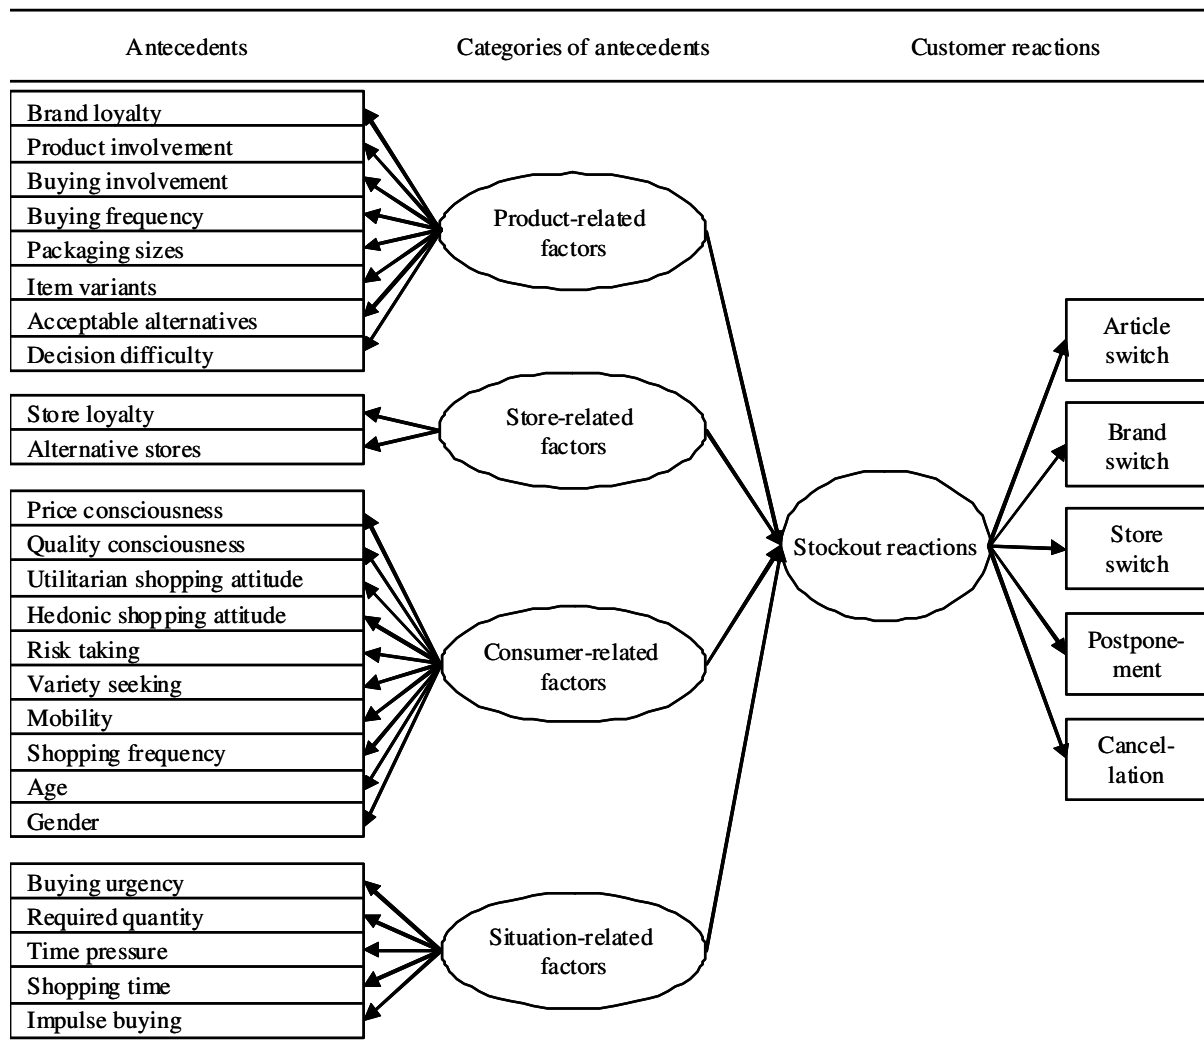 Antecedents
Categories of antecedents
Customer reactions
Brand loyalty
Product involvement
Buying involvement
Buying frequency
Packaging sizes
Item variants
Acceptable alternatives
Decision difficulty
Product-related
factors
Store loyalty
Alternative stores
Store-related
factors
Price consciousness
Quality consciousness
Utilitarian shopping attitude
Hedonic shopping attitude
Risk taking
Variety seeking
Mobility
Shopping frequency
Age
Gender
Consumer-related
factors
Buying urgency
Required quantity
Time pressure
Shopping time
Impulse buying
Situation-related
factors
Stockout reactions
Article
switch
Brand
switch
Store
switch
Postpone-
ment
Cancel-
lation